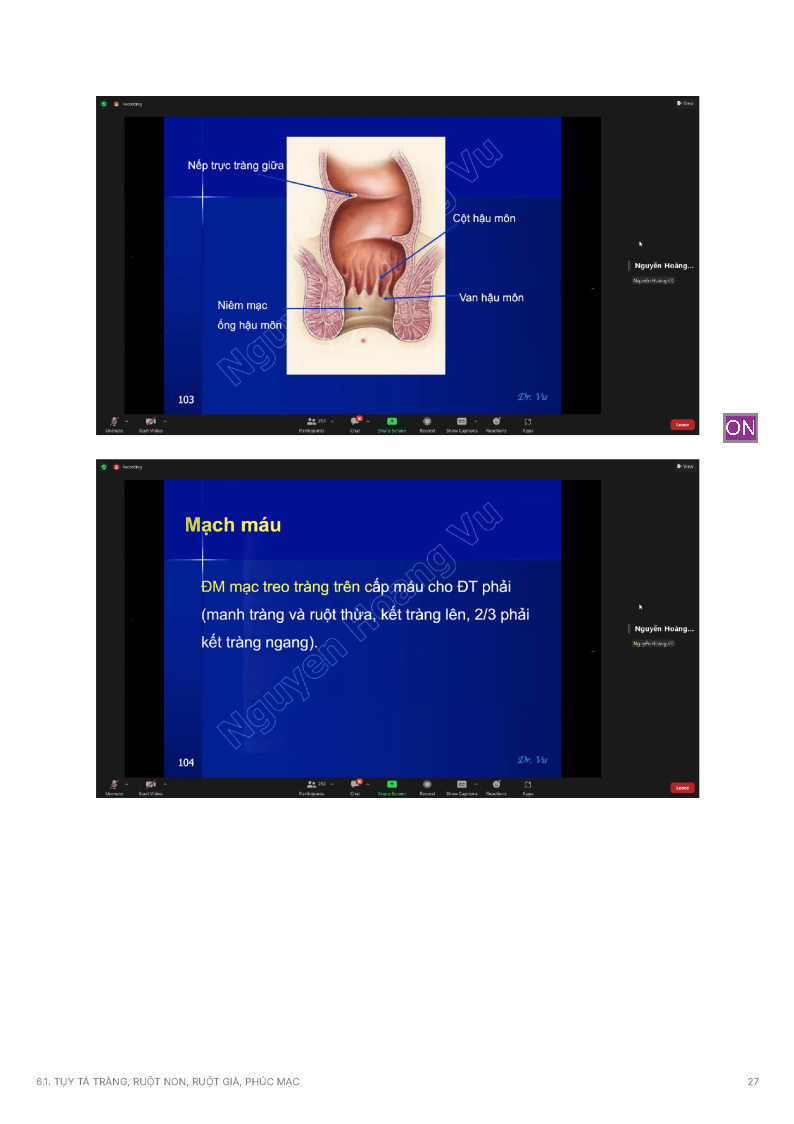 Recording
View
Nếp trực tràng giữa
Cột hậu môn
Van hậu môn
Niêm mạc
ống hậu môn
Nguyen Hoang Vu
103
Dr. Vu
Nguyễn Hoàng...
Nguyễn Hoàng Vũ
Unmute
Start Video
Participants
Chat
Share Screen
Record
Show Captions
Reactions
Apps
Leave
ON
Recording
View
Mạch máu
ĐM mạc treo tràng trên cấp máu cho ĐT phải
(manh tràng và ruột thừa, kết tràng lên, 2/3 phải
kết tràng ngang).
Nguyen Hoang Vu
104
Dr. Vu
Nguyễn Hoàng...
Nguyễn Hoàng Vũ
Unmute
Start Video
Participants
Chat
Share Screen
Record
Show Captions
Reactions
Apps
Leave
6.1. TỤY TÁ TRÀNG, RUỘT NON, RUỘT GIÀ, PHÚC MẠC
27